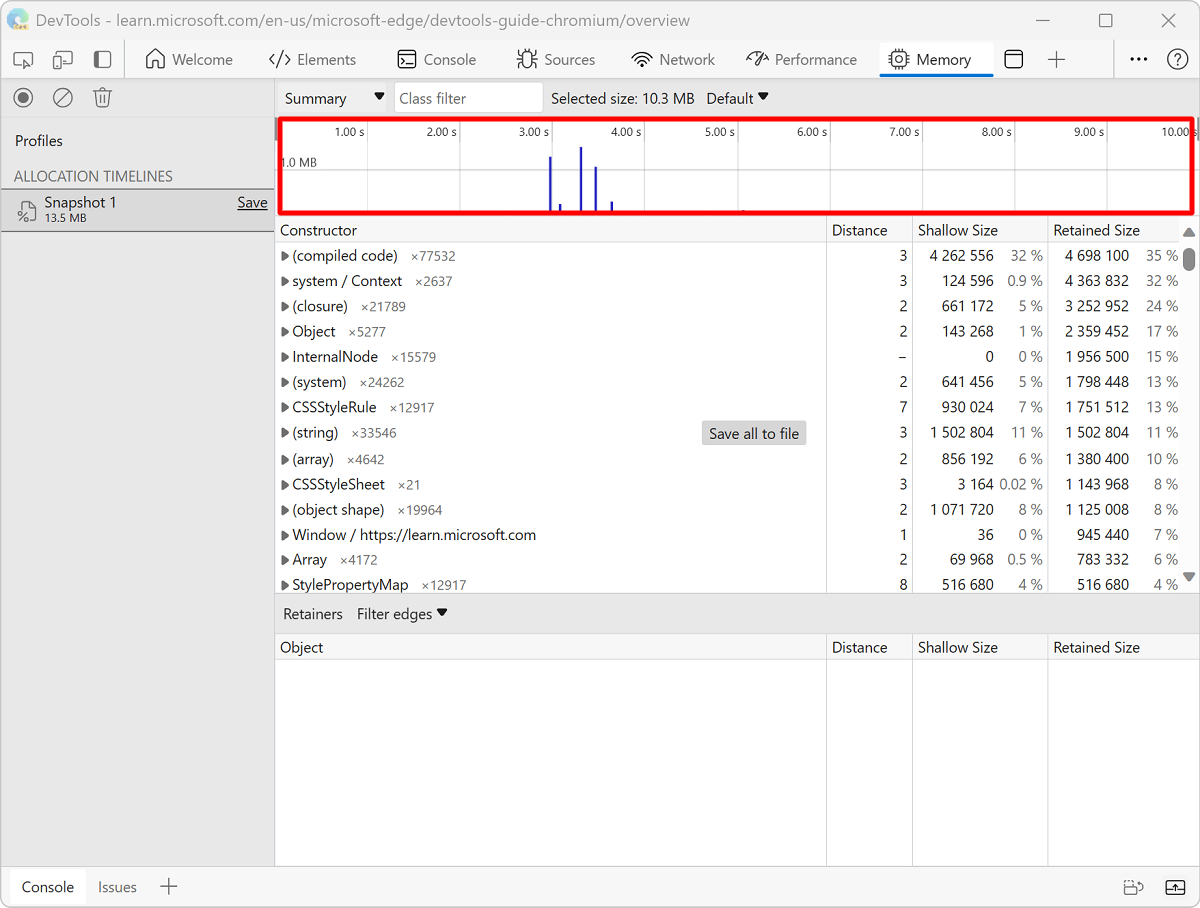 DevTools - learn.microsoft.com/en-us/microsoft-edge/devtools-guide-chromium/overview
Welcome Elements Console Sources Network Performance Memory
Summary Class filter Selected size: 10.3 MB Default
Profiles
ALLOCATION TIMELINES
Snapshot 1 Save
13.5 MB
1.00 s 2.00 s 3.00 s 4.00 s 5.00 s 6.00 s 7.00 s 8.00 s 9.00 s 10.00 s
1.0 MB
Constructor Distance Shallow Size Retained Size
(compiled code) ×77532 3 4 262 556 32 % 4 698 100 35 %
system / Context ×2637 3 124 596 0.9 % 4 363 832 32 %
(closure) ×21789 2 661 172 5 % 3 252 952 24 %
Object ×5277 2 143 268 1 % 2 359 452 17 %
InternalNode ×15579 – 0 0 % 1 956 500 15 %
(system) ×24262 2 641 456 5 % 1 798 448 13 %
CSSStyleRule ×12917 7 930 024 7 % 1 751 512 13 %
(string) ×33546 Save all to file 3 1 502 804 11 % 1 502 804 11 %
(array) ×4642 2 856 192 6 % 1 380 400 10 %
CSSStyleSheet ×21 3 3 164 0.02 % 1 143 968 8 %
(object shape) ×19964 2 1 071 720 8 % 1 125 008 8 %
Window / https://learn.microsoft.com 1 36 0 % 945 440 7 %
Array ×4172 2 69 968 0.5 % 783 332 6 %
StylePropertyMap ×12917 8 516 680 4 % 516 680 4 %
Retainers Filter edges
Object Distance Shallow Size Retained Size
Console Issues